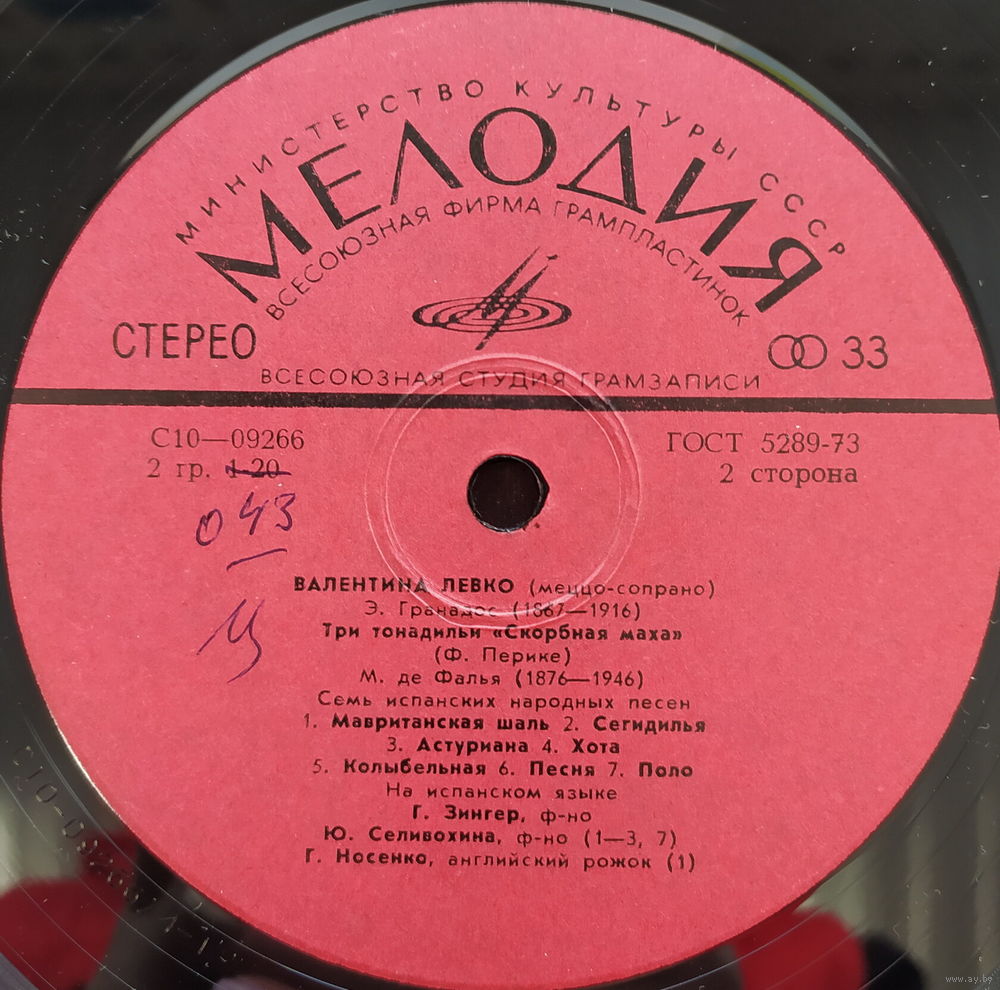 МИНИСТЕРСТВО КУЛЬТУРЫ СССР
МЕЛОДИЯ
ВСЕСОЮЗНАЯ ФИРМА ГРАМПЛАСТИНОК
СТЕРЕО
33
ВСЕСОЮЗНАЯ СТУДИЯ ГРАМЗАПИСИ
С10—09266
ГОСТ 5289-73
2 гр. 1-20
2 сторона
043
ВАЛЕНТИНА ЛЕВКО (меццо-сопрано)
Э. Гранадос (1867—1916)
Три тонадильи «Скорбная маха»
(Ф. Перике)
М. де Фалья (1876—1946)
Семь испанских народных песен
1. Мавританская шаль 2. Сегидилья
3. Астуриана 4. Хота
5. Колыбельная 6. Песня 7. Поло
На испанском языке
Г. Зингер, ф-но
Ю. Селивохина, ф-но (1—3, 7)
Г. Носенко, английский рожок (1)
www.ay.by